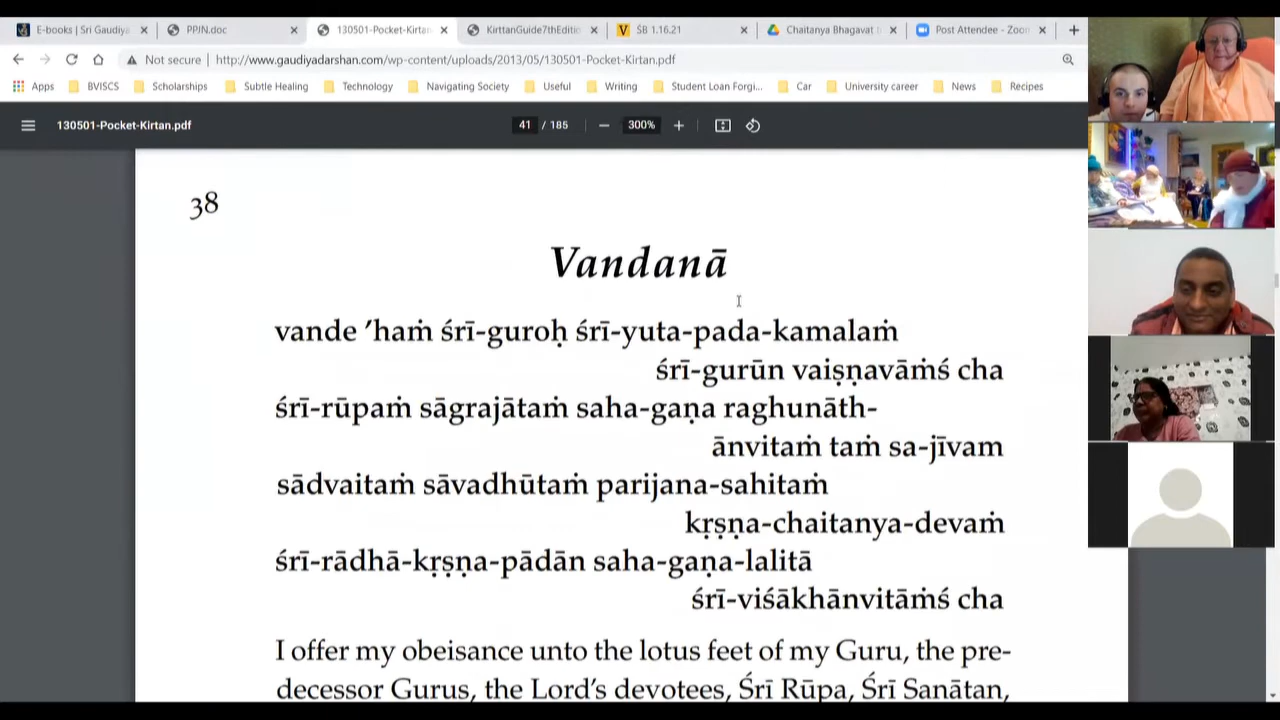 E-books | Sri Gaudiya
PPJN.doc
130501-Pocket-Kirta
KirttanGuide7thEditio
ŚB 1.16.21
Chaitanya Bhagavat t
Post Attendee - Zoom
Not secure | http://www.gaudiyadarshan.com/wp-content/uploads/2013/05/130501-Pocket-Kirtan.pdf
Apps BVISCS Scholarships Subtle Healing Technology Navigating Society Useful Writing Student Loan Forgi... Car University career News Recipes
130501-Pocket-Kirtan.pdf 41 / 185 300%
38
Vandanā
vande ’haṁ śrī-guroḥ śrī-yuta-pada-kamalaṁ
śrī-gurūn vaiṣṇavāṁś cha
śrī-rūpaṁ sāgrajātaṁ saha-gaṇa raghunāth-
ānvitaṁ taṁ sa-jīvam
sādvaitaṁ sāvadhūtaṁ parijana-sahitaṁ
kṛṣṇa-chaitanya-devaṁ
śrī-rādhā-kṛṣṇa-pādān saha-gaṇa-lalitā
śrī-viśākhānvitāṁś cha
I offer my obeisance unto the lotus feet of my Guru, the pre-
decessor Gurus, the Lord’s devotees, Śrī Rūpa, Śrī Sanātan,